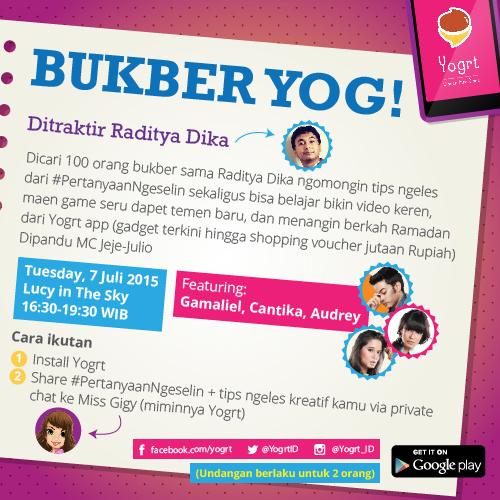 Yogrt
BUKBER YOG!
Ditraktir Raditya Dika
Dicari 100 orang bukber sama Raditya Dika ngomongin tips ngeles
dari #PertanyaanNgeselin sekaligus bisa belajar bikin video keren,
maen game seru dapet temen baru, dan menangin berkah Ramadan
dari Yogrt app (gadget terkini hingga shopping voucher jutaan Rupiah)
Dipandu MC Jeje-Julio
Tuesday, 7 Juli 2015
Lucy in The Sky
16:30-19:30 WIB
Featuring:
Gamaliel, Cantika, Audrey
Cara ikutan
1 Install Yogrt
2 Share #PertanyaanNgeselin + tips ngeles kreatif kamu via private
chat ke Miss Gigy (miminnya Yogrt)
facebook.com/yogrt @YogrtID @Yogrt_ID
(Undangan berlaku untuk 2 orang)
GET IT ON
Google play